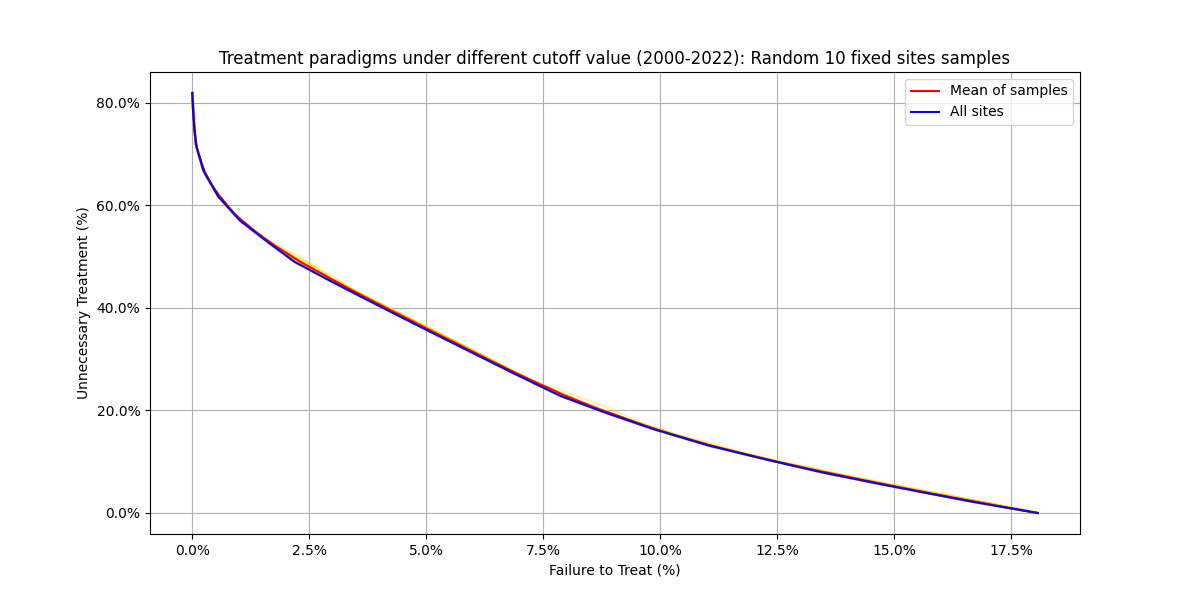 Treatment paradigms under different cutoff value (2000-2022): Random 10 fixed sites samples
Mean of samples
All sites
Unnecessary Treatment (%)
80.0%
60.0%
40.0%
20.0%
0.0%
0.0% 2.5% 5.0% 7.5% 10.0% 12.5% 15.0% 17.5%
Failure to Treat (%)